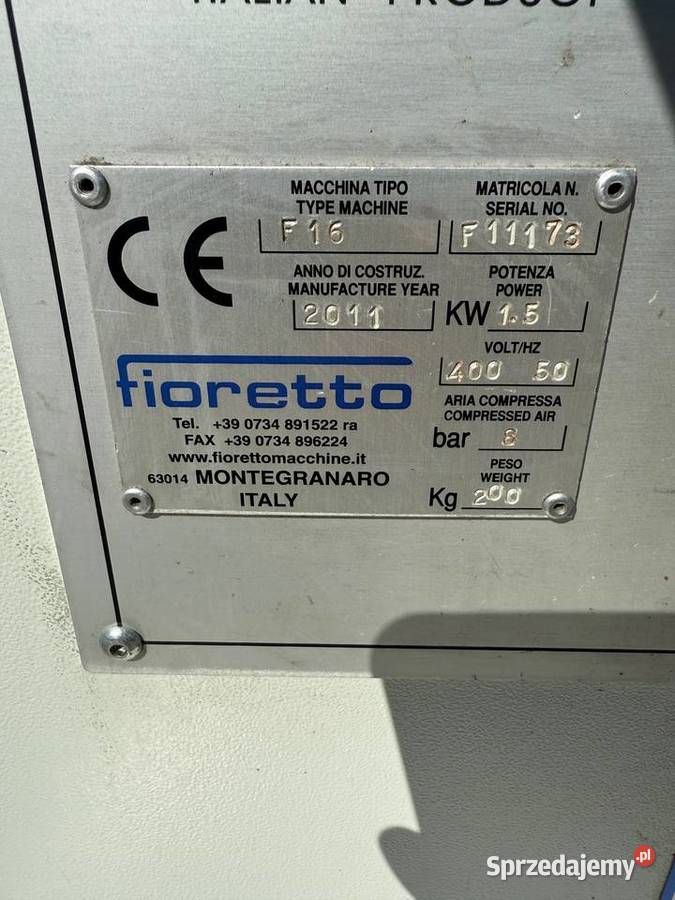 ITALIAN PRODUCT
MACCHINA TIPO
TYPE MACHINE
F16
MATRICOLA N.
SERIAL NO.
F11173
CE
ANNO DI COSTRUZ.
MANUFACTURE YEAR
2011
POTENZA
POWER
KW 1.5
VOLT/HZ
400 50
fioretto
ARIA COMPRESSA
COMPRESSED AIR
bar 8
Tel. +39 0734 891522 ra
FAX +39 0734 896224
www.fiorettomacchine.it
63014 MONTEGRANARO
ITALY
PESO
WEIGHT
Kg 200
Sprzedajemy.pl